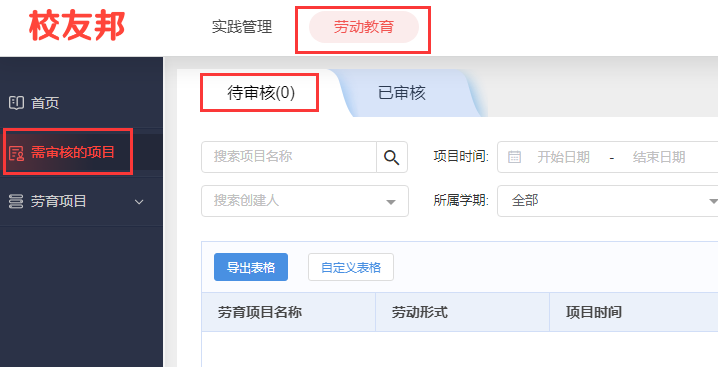 校友邦
实践管理
劳动教育
首页
需审核的项目
劳育项目
待审核(0)
已审核
搜索项目名称
项目时间:
开始日期 - 结束日期
搜索创建人
所属学期:
全部
导出表格
自定义表格
劳育项目名称
劳动形式
项目时间